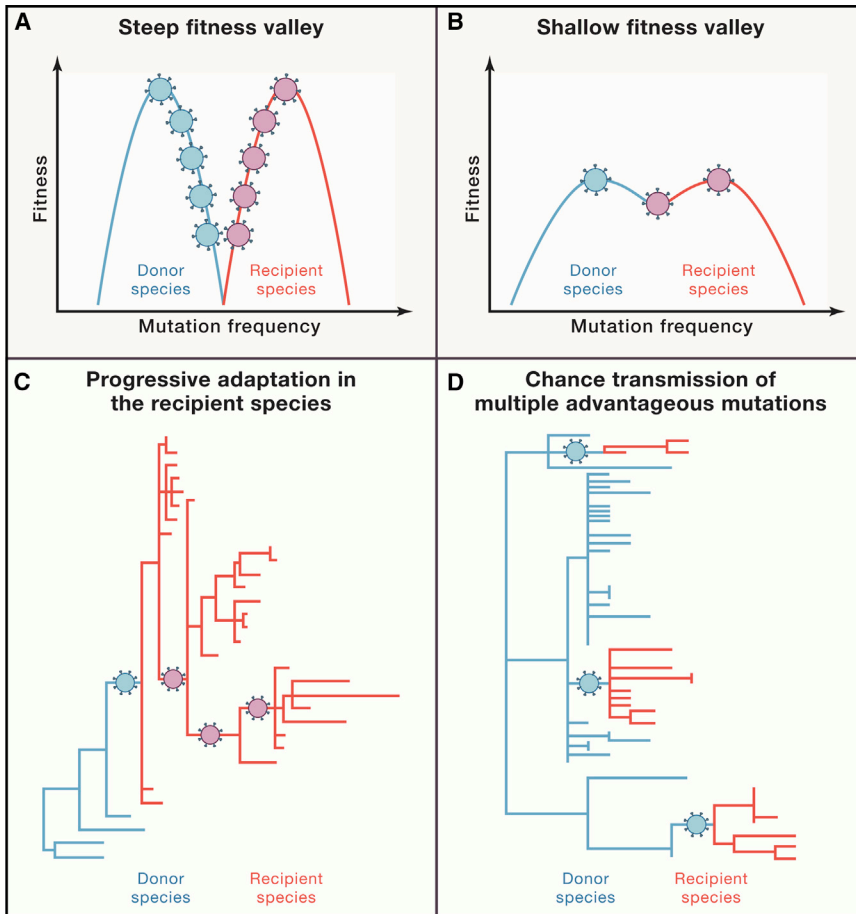 A
Steep fitness valley
Fitness
Donor
species
Recipient
species
Mutation frequency
B
Shallow fitness valley
Fitness
Donor
species
Recipient
species
Mutation frequency
C
Progressive adaptation in
the recipient species
Donor
species
Recipient
species
D
Chance transmission of
multiple advantageous mutations
Donor
species
Recipient
species